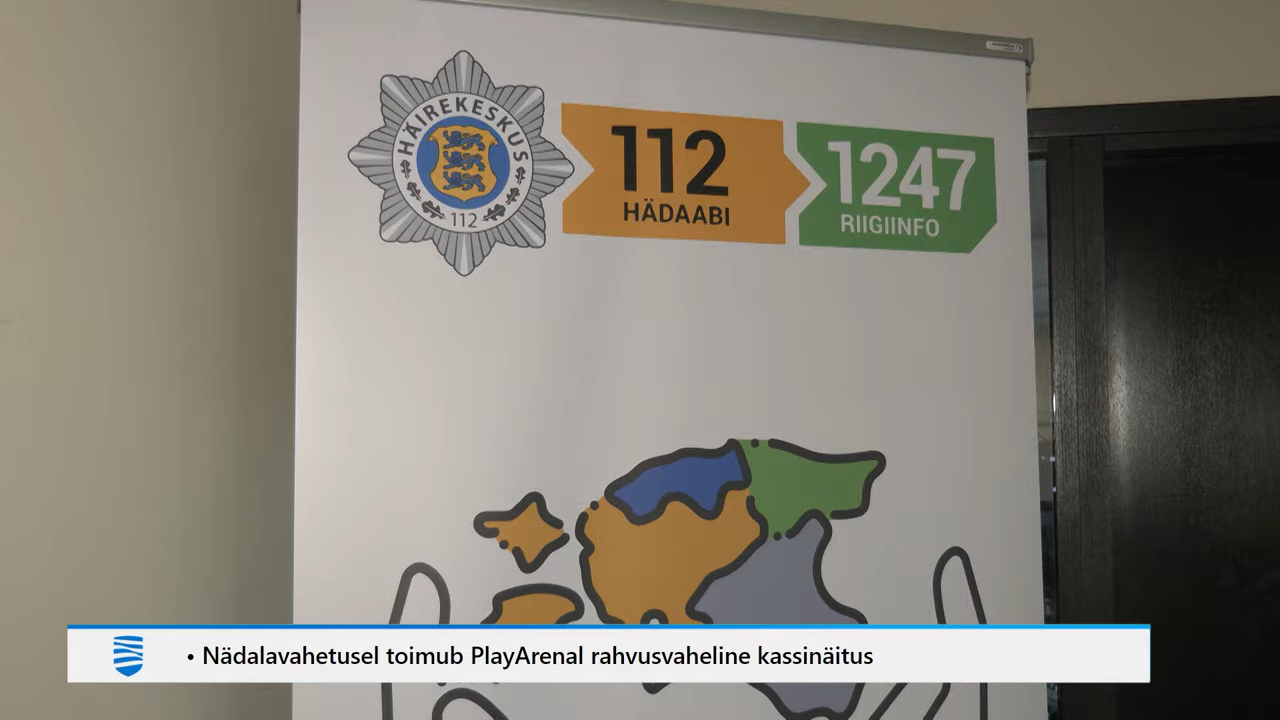 HÄIREKESKUS
112
112
HÄDAABI
1247
RIIGIINFO
• Nädalavahetusel toimub PlayArenal rahvusvaheline kassinäitus